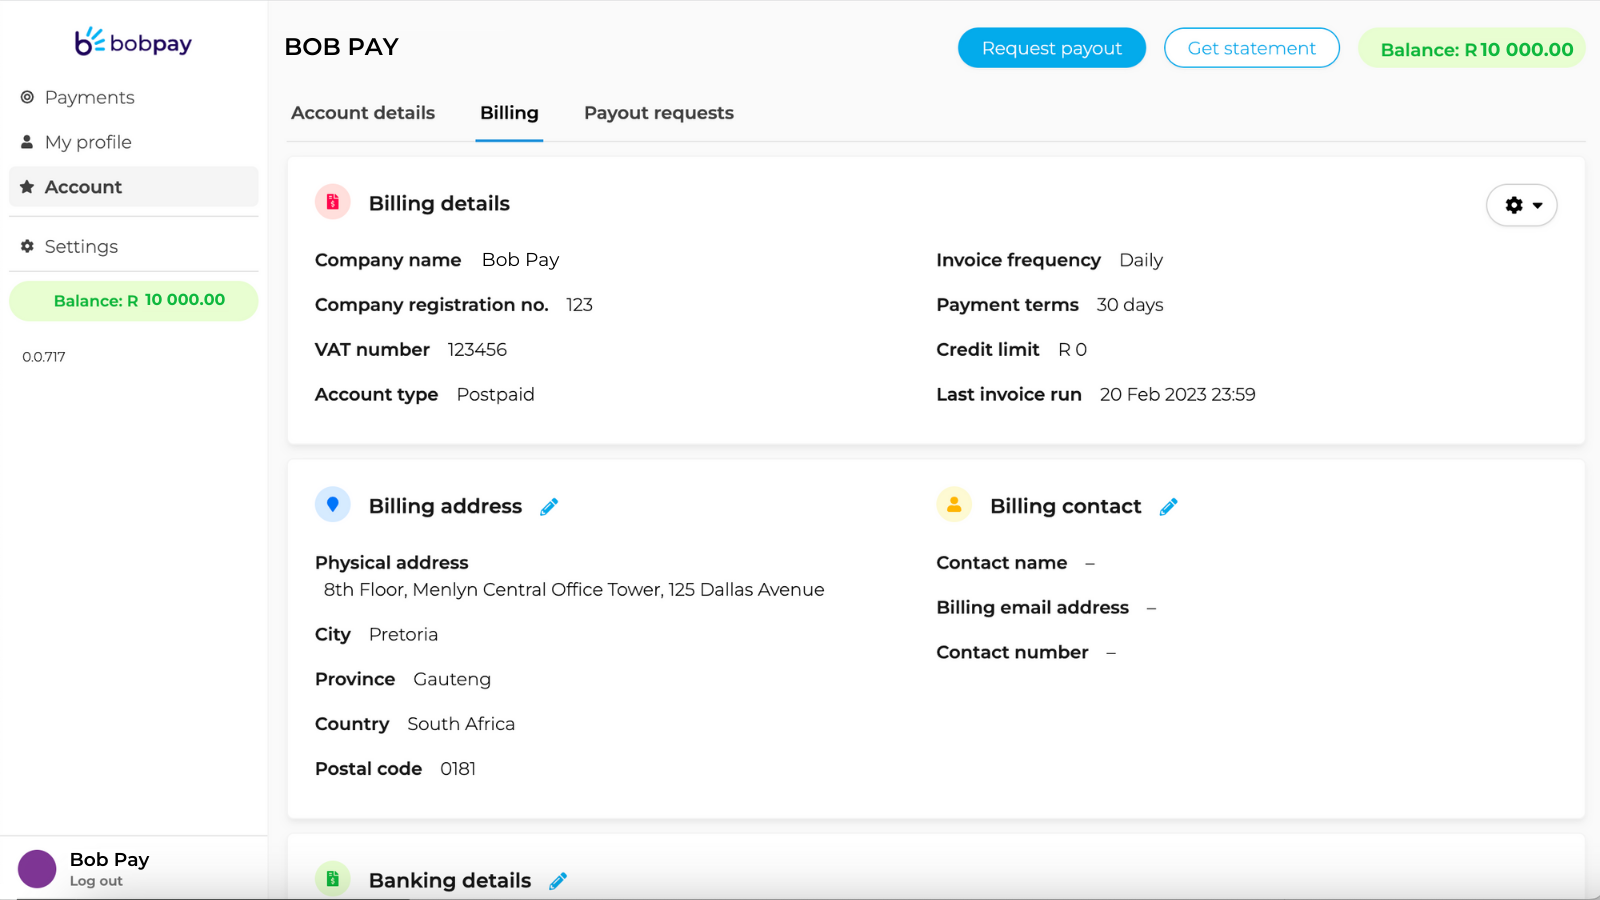 bobpay
Payments
My profile
Account
Settings
Balance: R 10 000.00
0.0.717
Bob Pay
Log out
BOB PAY
Request payout
Get statement
Balance: R 10 000.00
Account details
Billing
Payout requests
Billing details
Company name Bob Pay
Company registration no. 123
VAT number 123456
Account type Postpaid
Invoice frequency Daily
Payment terms 30 days
Credit limit R 0
Last invoice run 20 Feb 2023 23:59
Billing address
Physical address
8th Floor, Menlyn Central Office Tower, 125 Dallas Avenue
City Pretoria
Province Gauteng
Country South Africa
Postal code 0181
Billing contact
Contact name –
Billing email address –
Contact number –
Banking details